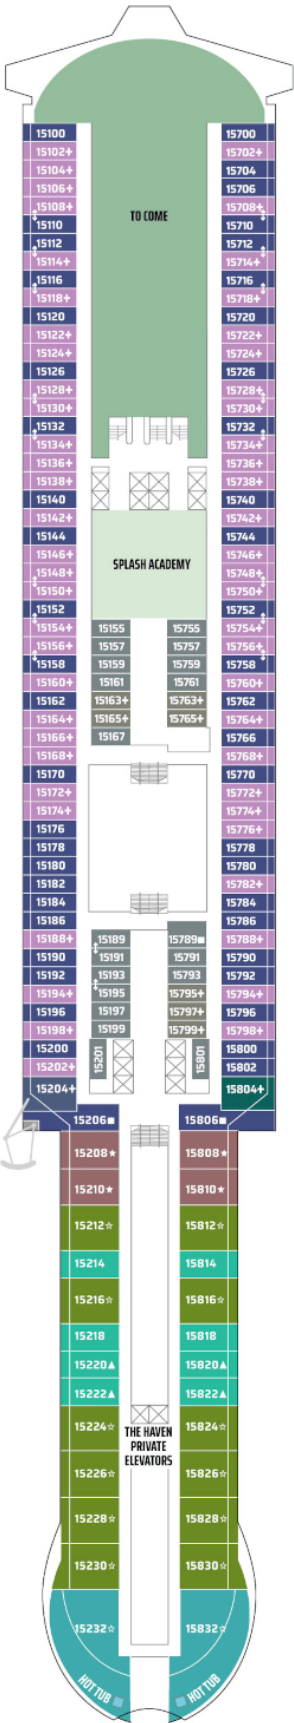 15100 15700
15102+ 15702+
15104+ 15704
15106+ 15706
15108+ 15708+
TO COME
15110 15710
15112 15712
15114+ 15714+
15116 15716
15118+ 15718+
15120 15720
15122+ 15722+
15124+ 15724+
15126 15726
15128+ 15728+
15130+ 15730+
15132 15732
15134+ 15734+
15136+ 15736+
15138+ 15738+
15140 15740
15142+ 15742+
15144 15744
15146+ 15746+
SPLASH ACADEMY
15148+ 15748+
15150+ 15750+
15152 15752
15154+ 15155 15755 15754+
15156+ 15157 15757 15756+
15158 15159 15759 15758
15160+ 15161 15761 15760+
15162 15163+ 15763+ 15762
15164+ 15165+ 15765+ 15764+
15166+ 15167 15766
15168+ 15768+
15170 15770
15172+ 15772+
15174+ 15774+
15176 15776+
15178 15778
15180 15780
15182 15782+
15184 15784
15186 15786
15188+ 15189 15789■ 15788+
15190 15191 15791 15790
15192 15193 15793 15792
15194+ 15195 15795+ 15794+
15196 15197 15797+ 15796
15198+ 15199 15799+ 15798+
15200 15201 15801 15800
15202+ 15802
15204+ 15804+
15206■ 15806■
15208★ 15808★
15210★ 15810★
15212☆ 15812☆
15214 15814
15216☆ 15816☆
15218 15818
15220▲ 15820▲
15222▲ 15822▲
15224☆ 15824☆
THE HAVEN
PRIVATE
ELEVATORS
15226☆ 15826☆
15228☆ 15828☆
15230☆ 15830☆
15232☆ 15832☆
HOT TUB HOT TUB